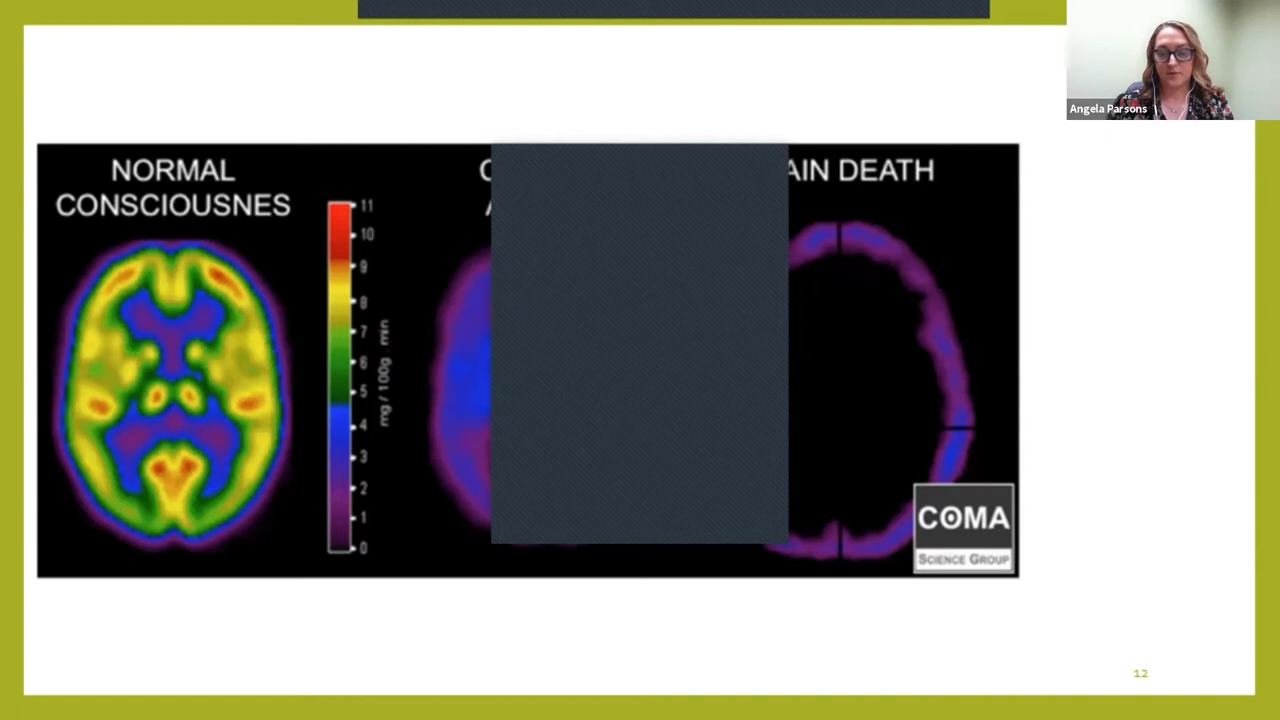 Angela Parsons
NORMAL
CONSCIOUSNES
AIN DEATH
11
10
9
8
7
6
5
4
3
2
1
0
mg / 100g min
COMA
SCIENCE GROUP
12